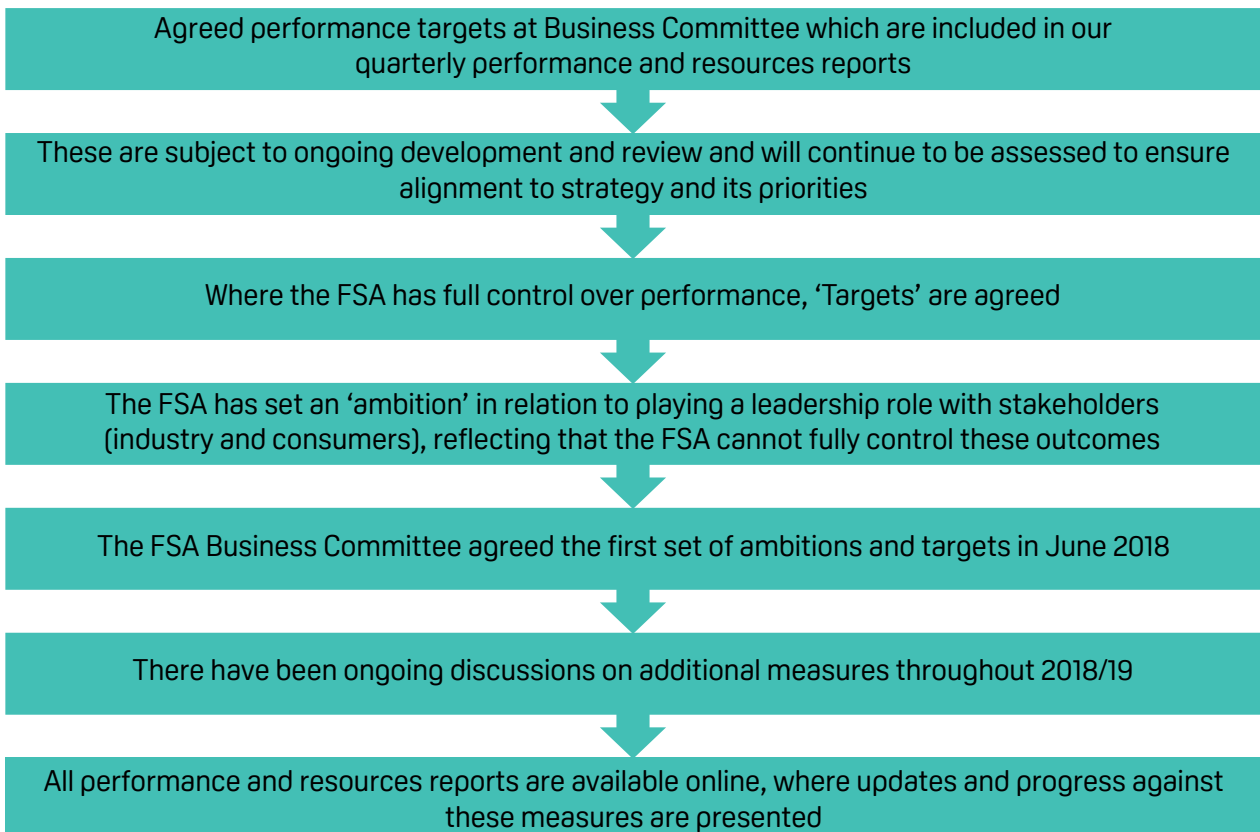 Agreed performance targets at Business Committee which are included in our
quarterly performance and resources reports
These are subject to ongoing development and review and will continue to be assessed to ensure
alignment to strategy and its priorities
Where the FSA has full control over performance, ‘Targets’ are agreed
The FSA has set an ‘ambition’ in relation to playing a leadership role with stakeholders
(industry and consumers), reflecting that the FSA cannot fully control these outcomes
The FSA Business Committee agreed the first set of ambitions and targets in June 2018
There have been ongoing discussions on additional measures throughout 2018/19
All performance and resources reports are available online, where updates and progress against
these measures are presented